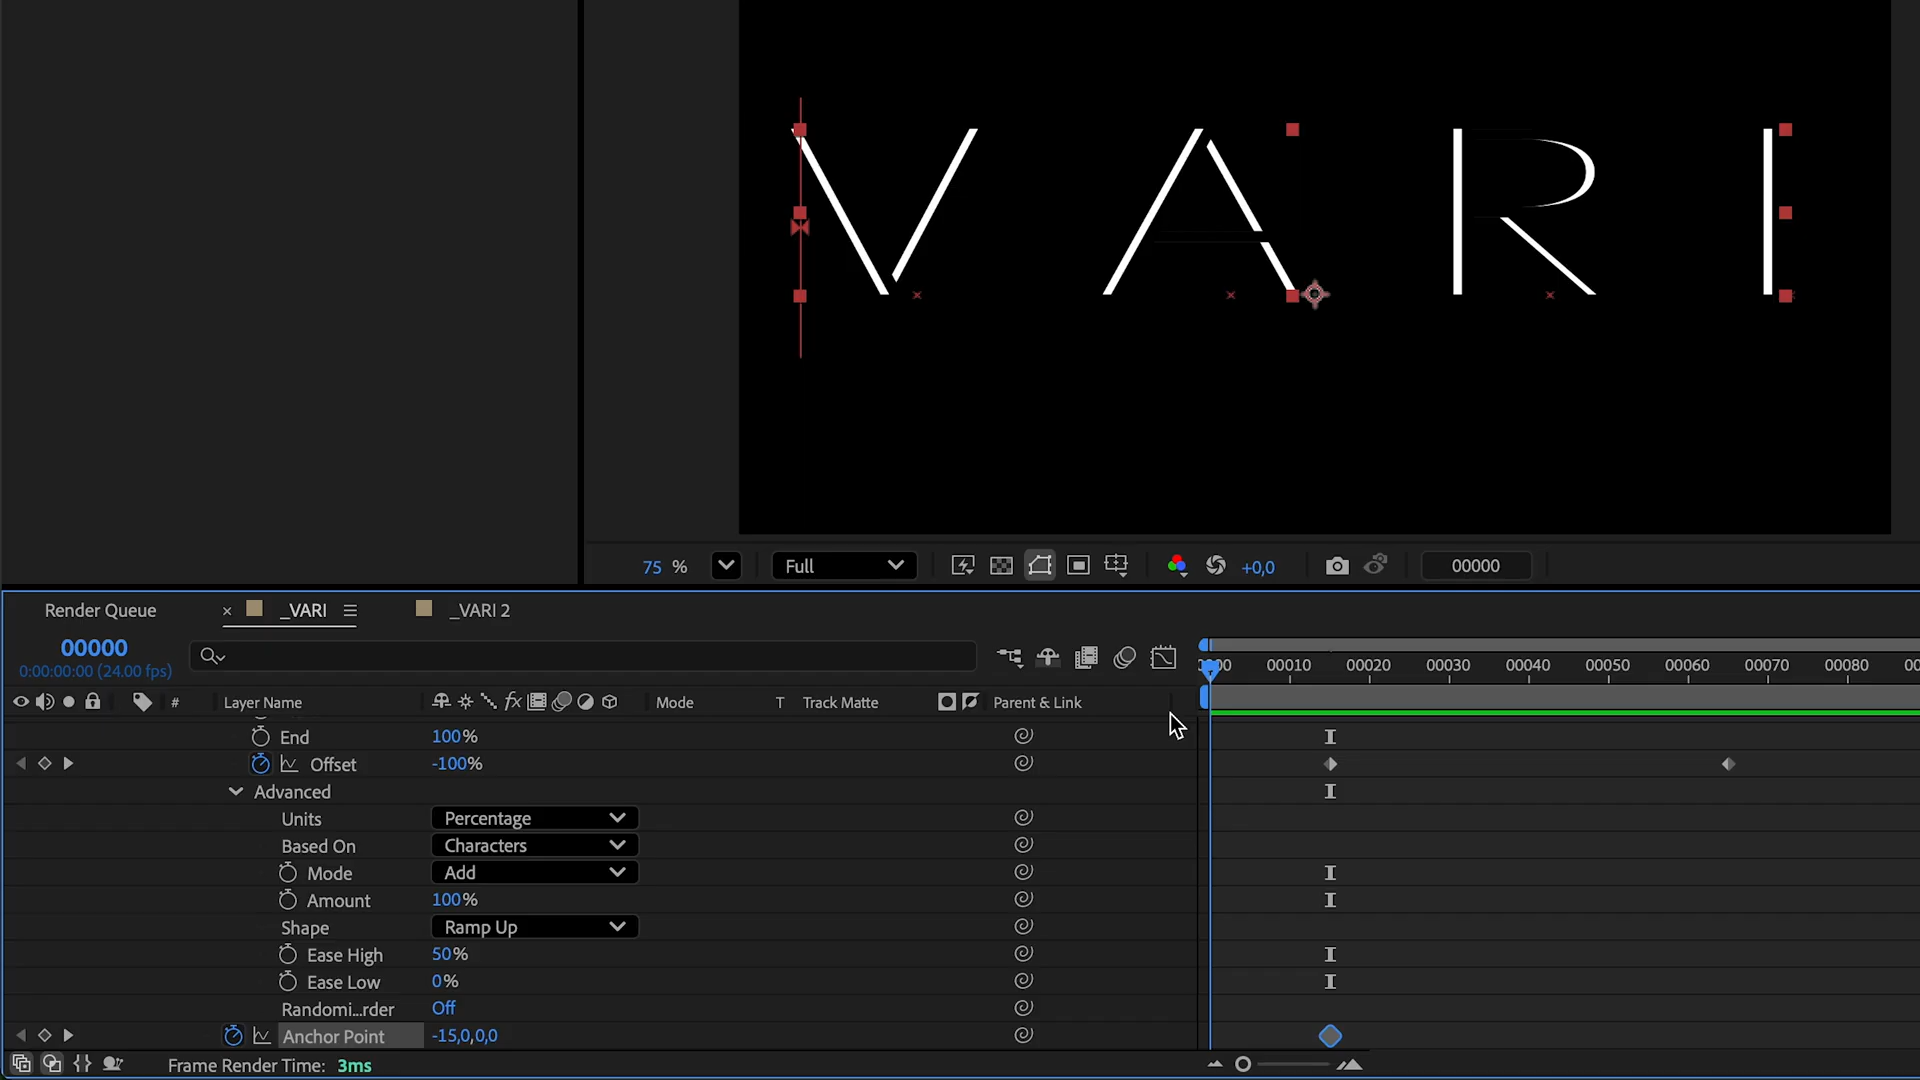 VARI
75 %
Full
+0,0
00000
Render Queue
× _VARI
_VARI 2
00000
0:00:00:00 (24.00 fps)
00010 00020 00030 00040 00050 00060 00070 00080
# Layer Name
fx
Mode
T Track Matte
Parent & Link
End 100%
Offset -100%
Advanced
Units Percentage
Based On Characters
Mode Add
Amount 100%
Shape Ramp Up
Ease High 50%
Ease Low 0%
Randomi...rder Off
Anchor Point -15,0,0,0
Frame Render Time: 3ms